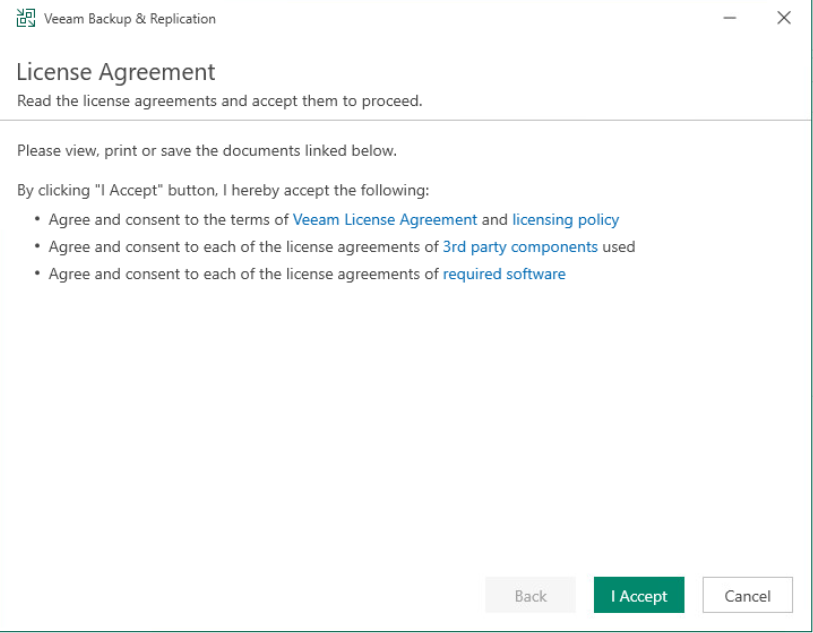 Veeam Backup & Replication
License Agreement
Read the license agreements and accept them to proceed.
Please view, print or save the documents linked below.
By clicking "I Accept" button, I hereby accept the following:
• Agree and consent to the terms of Veeam License Agreement and licensing policy
• Agree and consent to each of the license agreements of 3rd party components used
• Agree and consent to each of the license agreements of required software
Back I Accept Cancel